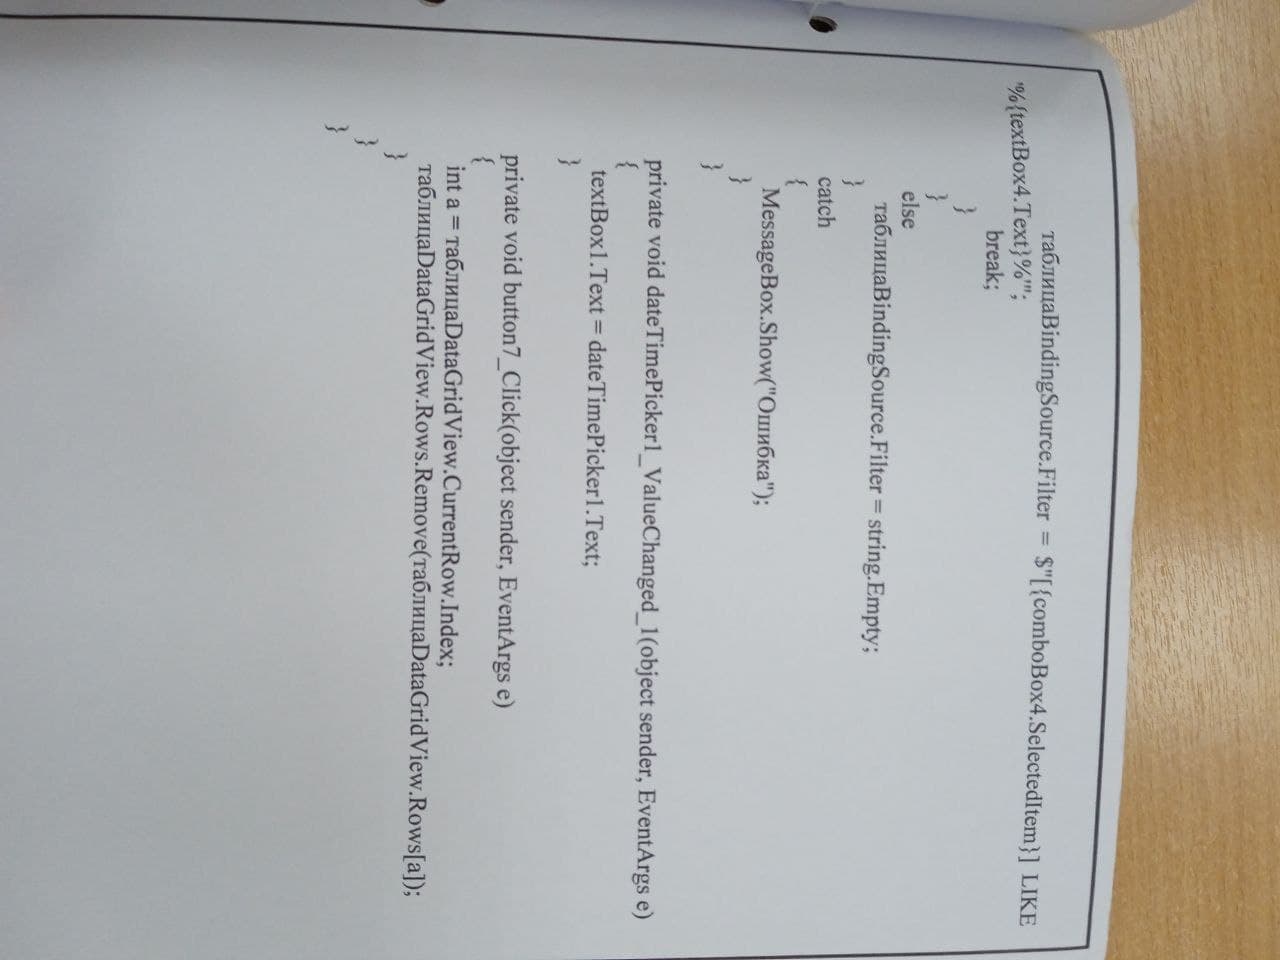 таблицаBindingSource.Filter = $"[{comboBox4.SelectedItem}] LIKE
'%{textBox4.Text}%'";
break;
}
}
else
таблицаBindingSource.Filter = string.Empty;
}
catch
{
MessageBox.Show("Ошибка");
}
}
private void dateTimePicker1_ValueChanged_1(object sender, EventArgs e)
{
textBox1.Text = dateTimePicker1.Text;
}
private void button7_Click(object sender, EventArgs e)
{
int a = таблицаDataGridView.CurrentRow.Index;
таблицаDataGridView.Rows.Remove(таблицаDataGridView.Rows[a]);
}
}
}